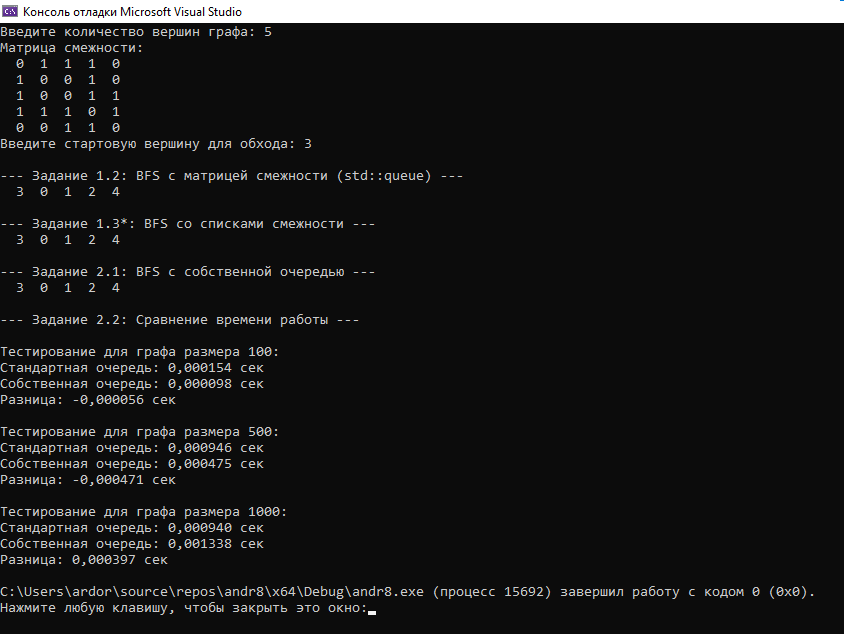 Консоль отладки Microsoft Visual Studio
Введите количество вершин графа: 5
Матрица смежности:
0 1 1 1 0
1 0 0 1 0
1 0 0 1 1
1 1 1 0 1
0 0 1 1 0
Введите стартовую вершину для обхода: 3
--- Задание 1.2: BFS с матрицей смежности (std::queue) ---
3 0 1 2 4
--- Задание 1.3*: BFS со списками смежности ---
3 0 1 2 4
--- Задание 2.1: BFS с собственной очередью ---
3 0 1 2 4
--- Задание 2.2: Сравнение времени работы ---
Тестирование для графа размера 100:
Стандартная очередь: 0,000154 сек
Собственная очередь: 0,000098 сек
Разница: -0,000056 сек
Тестирование для графа размера 500:
Стандартная очередь: 0,000946 сек
Собственная очередь: 0,000475 сек
Разница: -0,000471 сек
Тестирование для графа размера 1000:
Стандартная очередь: 0,000940 сек
Собственная очередь: 0,001338 сек
Разница: 0,000397 сек
C:\Users\ardor\source\repos\andr8\x64\Debug\andr8.exe (процесс 15692) завершил работу с кодом 0 (0x0).
Нажмите любую клавишу, чтобы закрыть это окно: